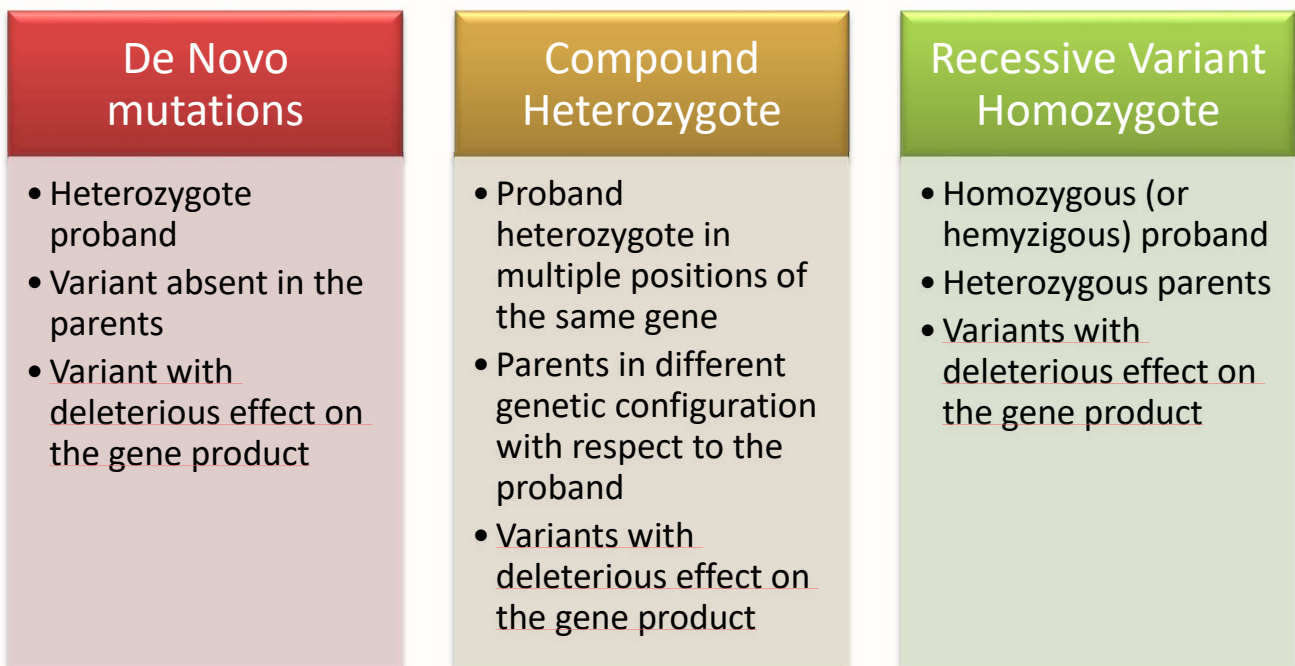 De Novo
mutations
• Heterozygote
proband
• Variant absent in the
parents
• Variant with
deleterious effect on
the gene product
Compound
Heterozygote
• Proband
heterozygote in
multiple positions of
the same gene
• Parents in different
genetic configuration
with respect to the
proband
• Variants with
deleterious effect on
the gene product
Recessive Variant
Homozygote
• Homozygous (or
hemyzigous) proband
• Heterozygous parents
• Variants with
deleterious effect on
the gene product